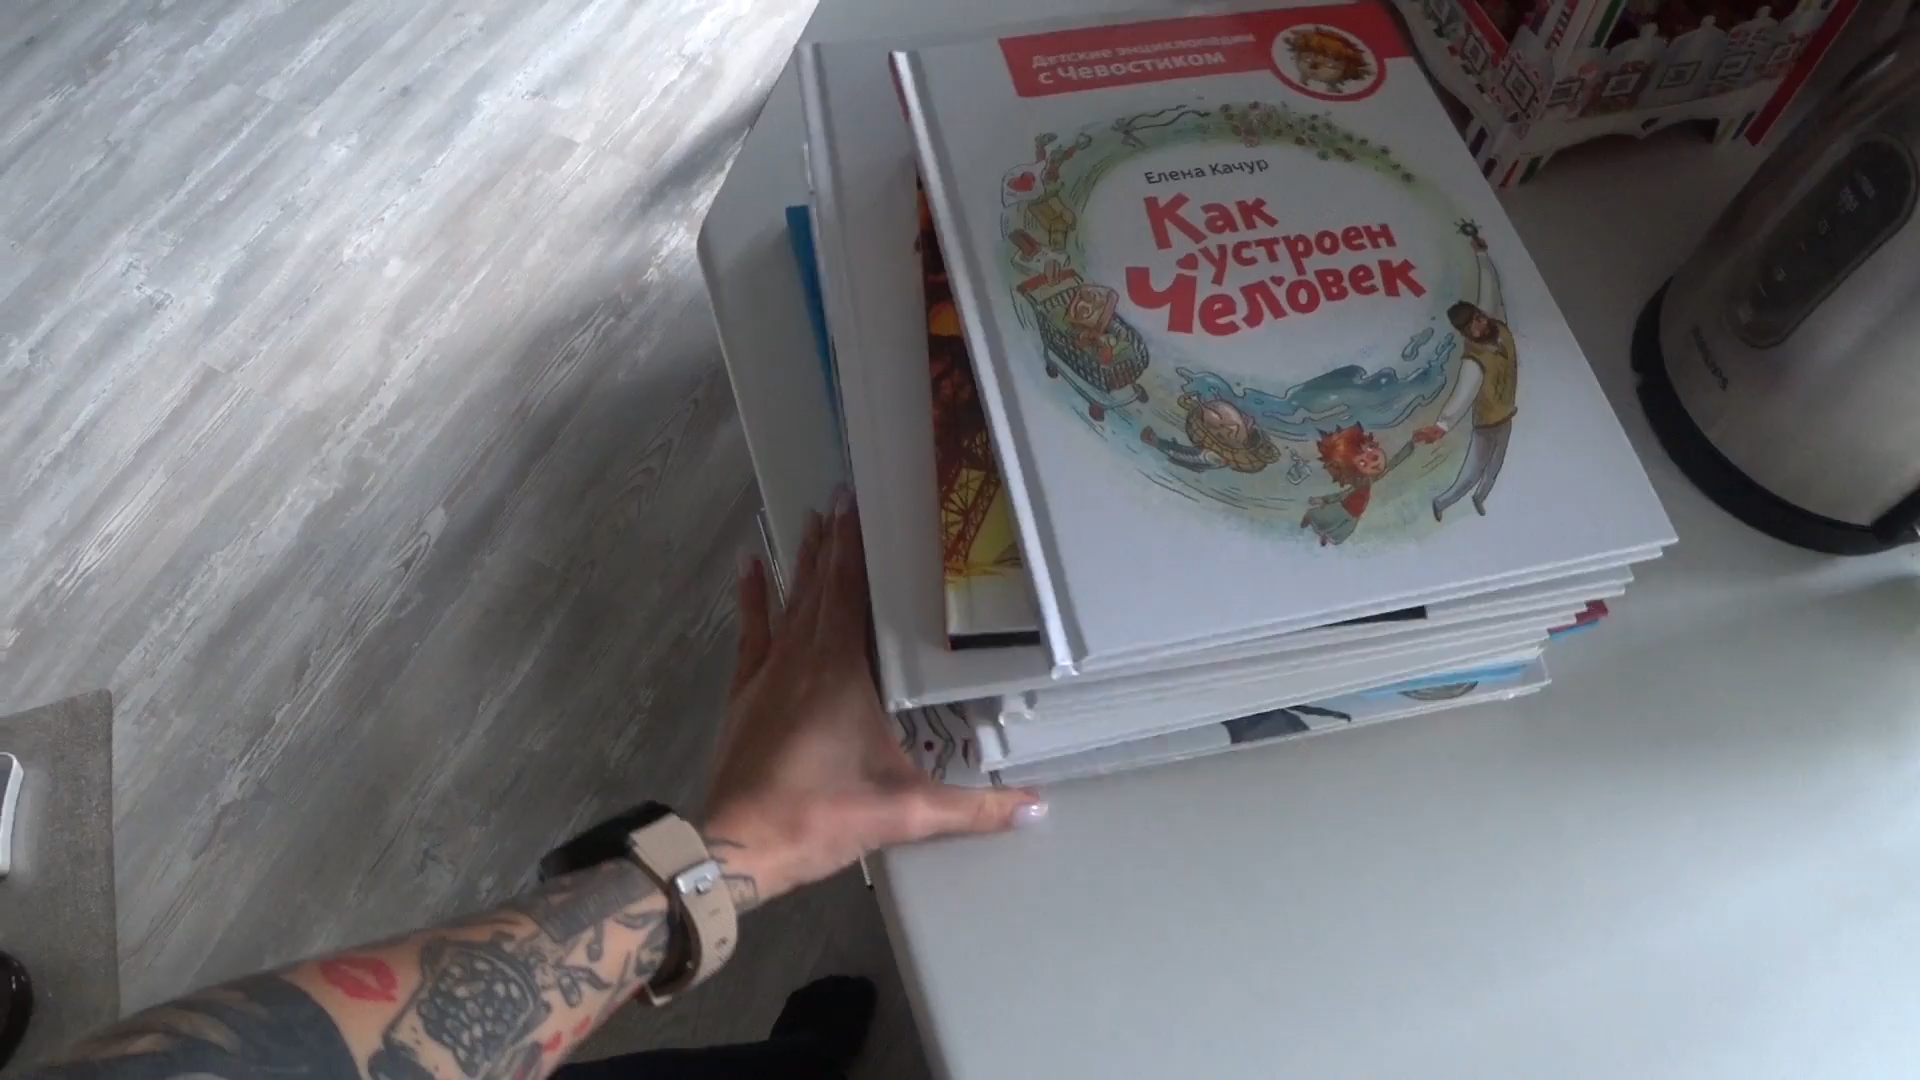 Детские энциклопедии
с Чевостиком
Елена Качур
Как
устроен
Человек